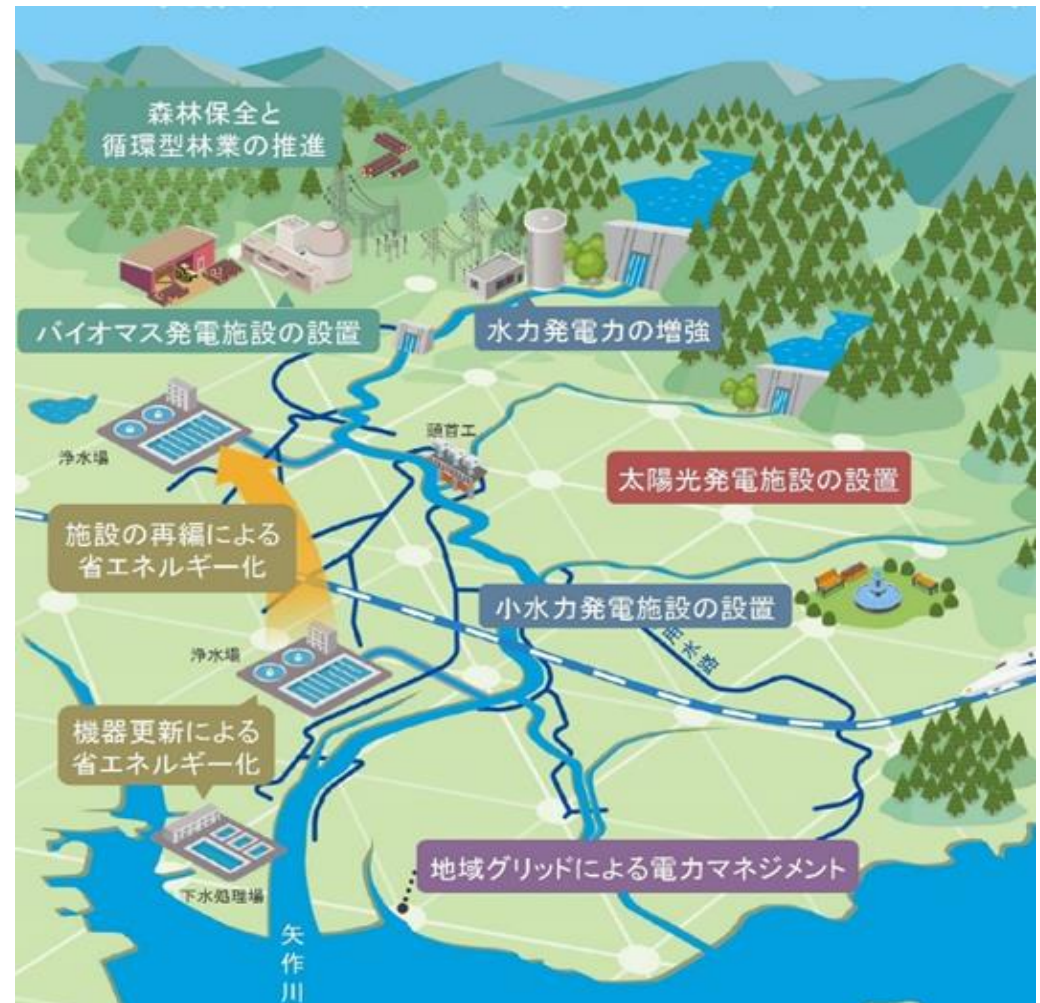 森林保全と
循環型林業の推進
バイオマス発電施設の設置
水力発電力の増強
頭首工
浄水場
太陽光発電施設の設置
施設の再編による
省エネルギー化
小水力発電施設の設置
用水路
浄水場
機器更新による
省エネルギー化
地域グリッドによる電力マネジメント
下水処理場
矢作川